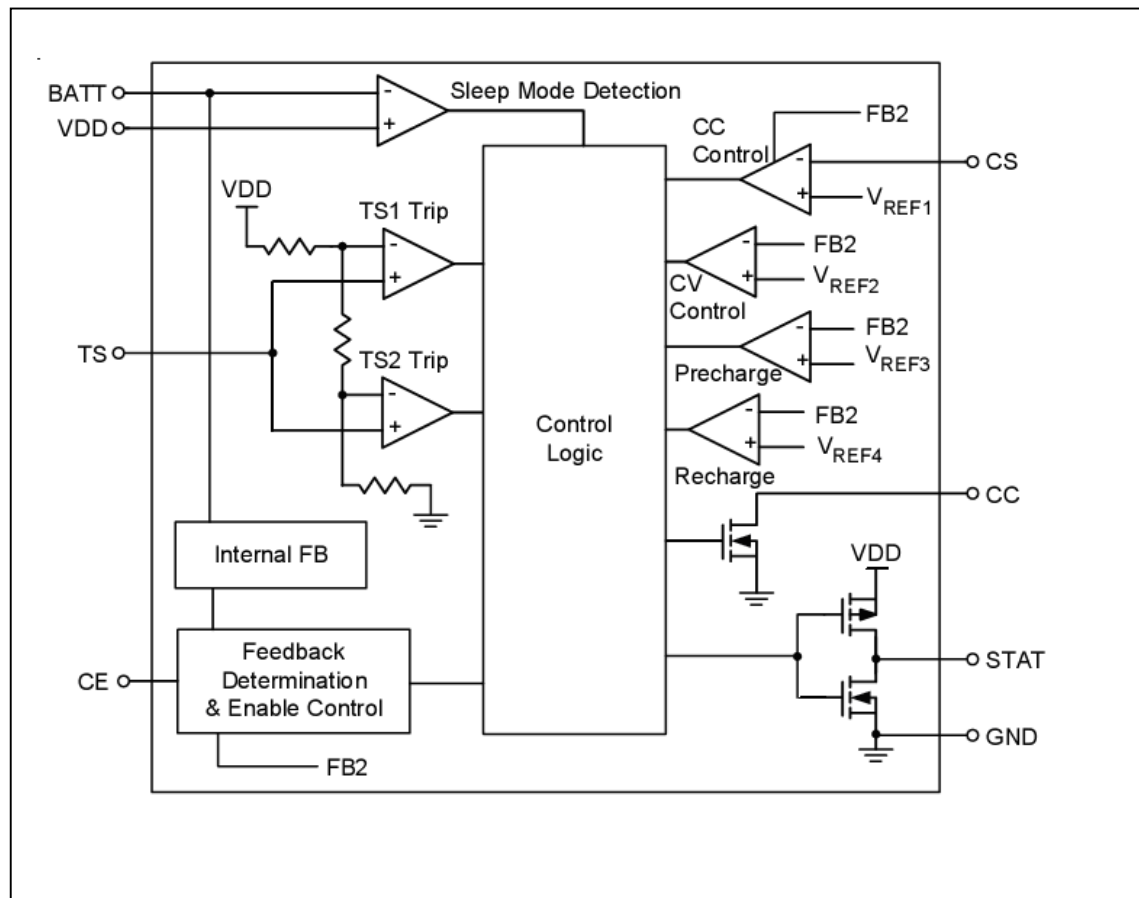 BATT
VDD
-
+
Sleep Mode Detection
FB2
CC
Control
-
+
CS
VREF1
VDD
TS1 Trip
-
+
-
+
FB2
VREF2
CV
Control
TS
TS2 Trip
-
+
-
+
FB2
VREF3
Precharge
Control
Logic
-
+
FB2
VREF4
Recharge
CC
Internal FB
VDD
Feedback
Determination
& Enable Control
CE
STAT
GND
FB2